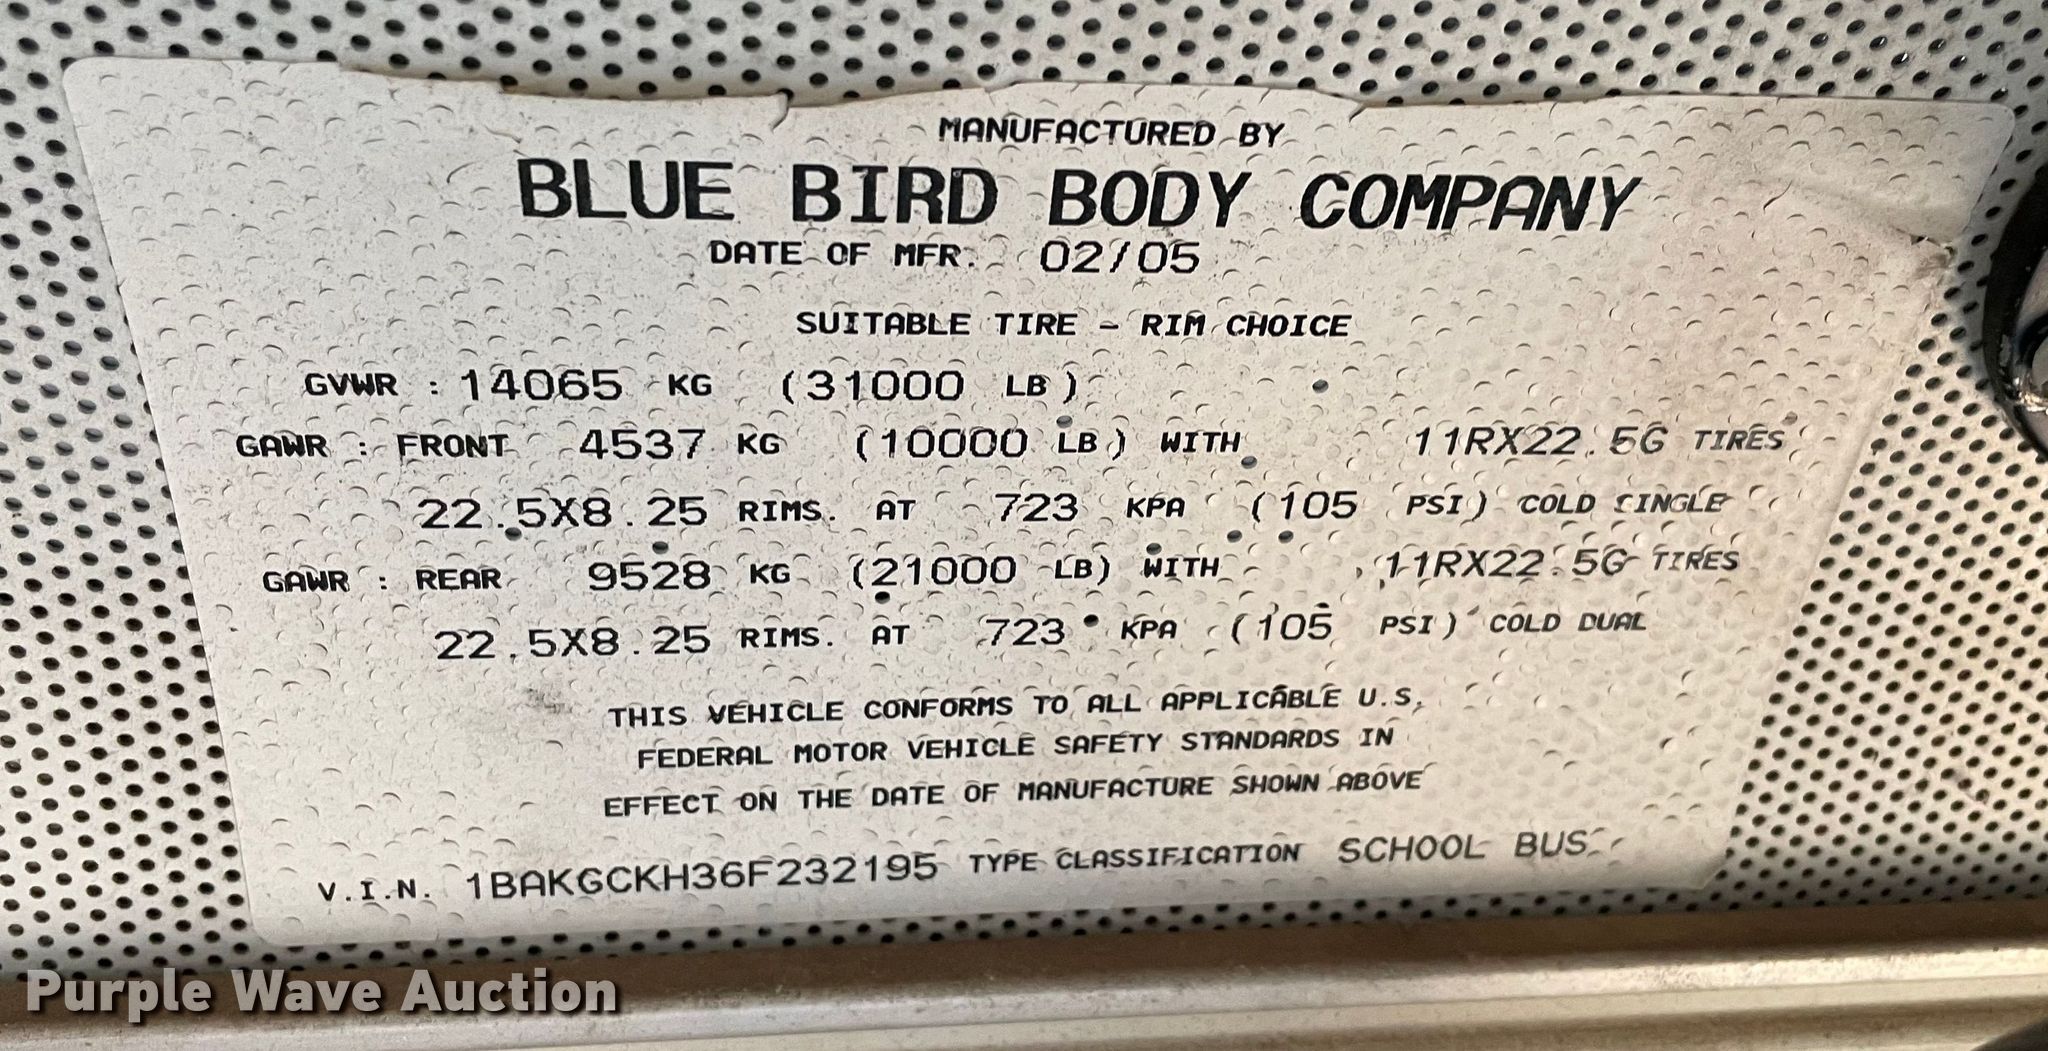 MANUFACTURED BY
BLUE BIRD BODY COMPANY
DATE OF MFR. 02/05
SUITABLE TIRE - RIM CHOICE
GVWR : 14065 KG (31000 LB)
GAWR : FRONT 4537 KG (10000 LB) WITH 11RX22.5G TIRES
22.5X8.25 RIMS. AT 723 KPA (105 PSI) COLD SINGLE
GAWR : REAR 9528 KG (21000 LB) WITH 11RX22.5G TIRES
22.5X8.25 RIMS. AT 723 KPA (105 PSI) COLD DUAL
THIS VEHICLE CONFORMS TO ALL APPLICABLE U.S.
FEDERAL MOTOR VEHICLE SAFETY STANDARDS IN
EFFECT ON THE DATE OF MANUFACTURE SHOWN ABOVE
V.I.N. 1BAKGCKH36F232195 TYPE CLASSIFICATION SCHOOL BUS
Purple Wave Auction